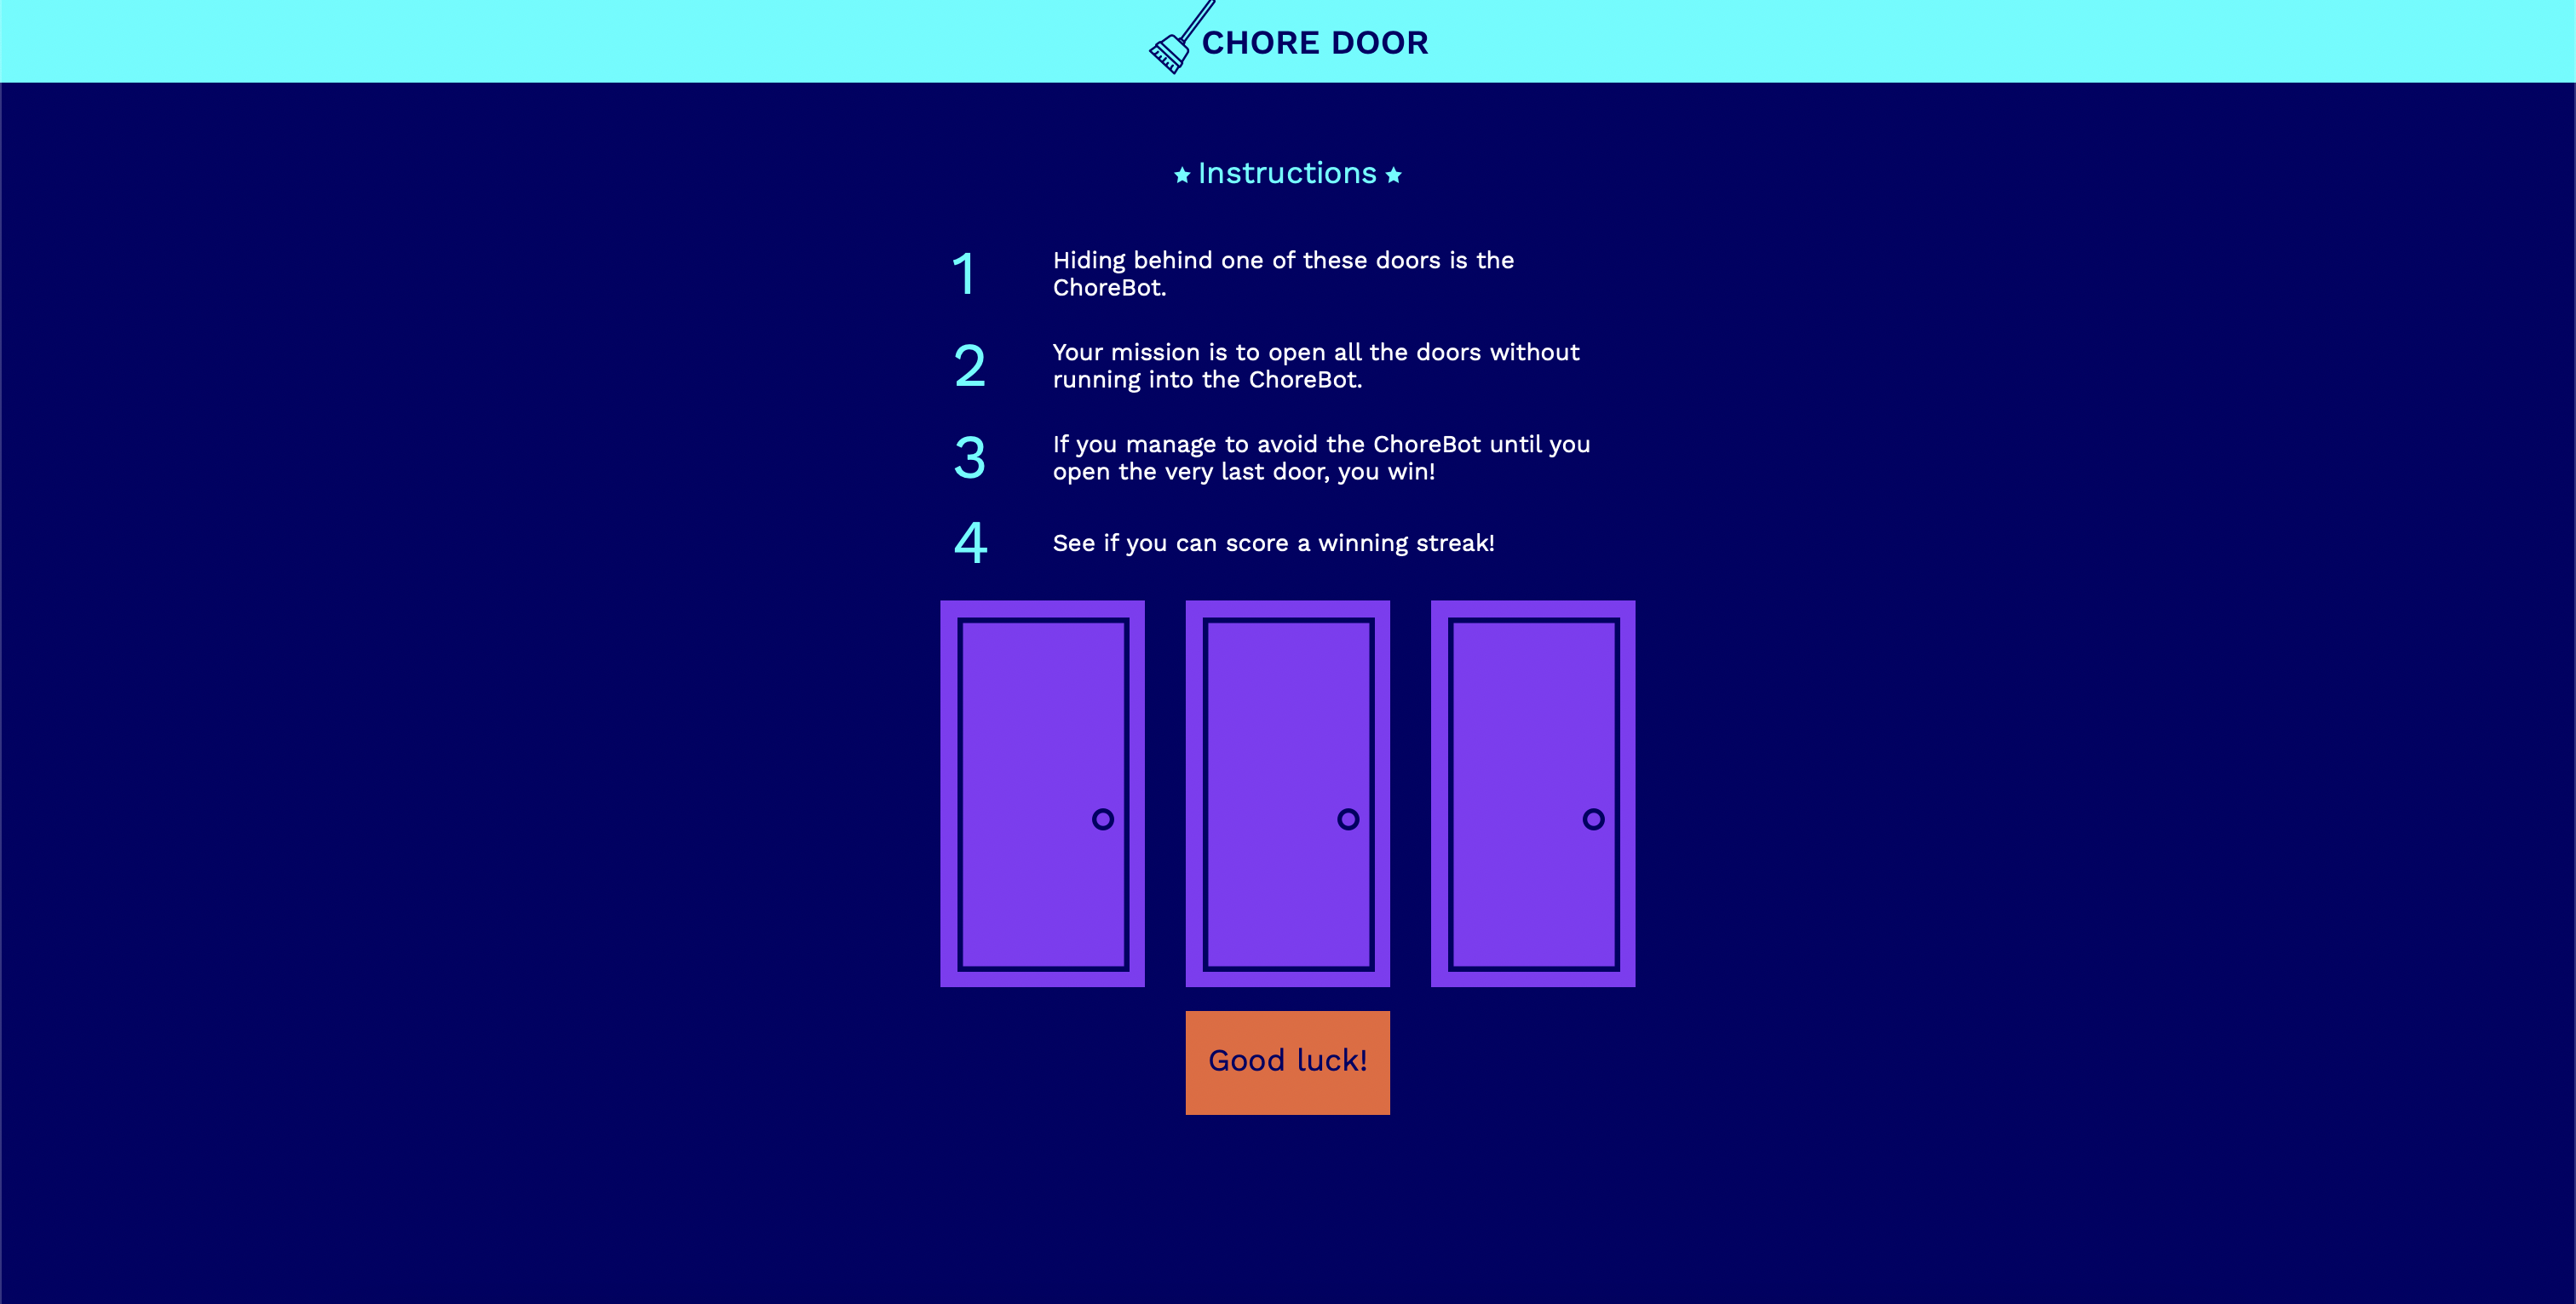 CHORE DOOR
Instructions
1
Hiding behind one of these doors is the
ChoreBot.
2
Your mission is to open all the doors without
running into the ChoreBot.
3
If you manage to avoid the ChoreBot until you
open the very last door, you win!
4
See if you can score a winning streak!
Good luck!